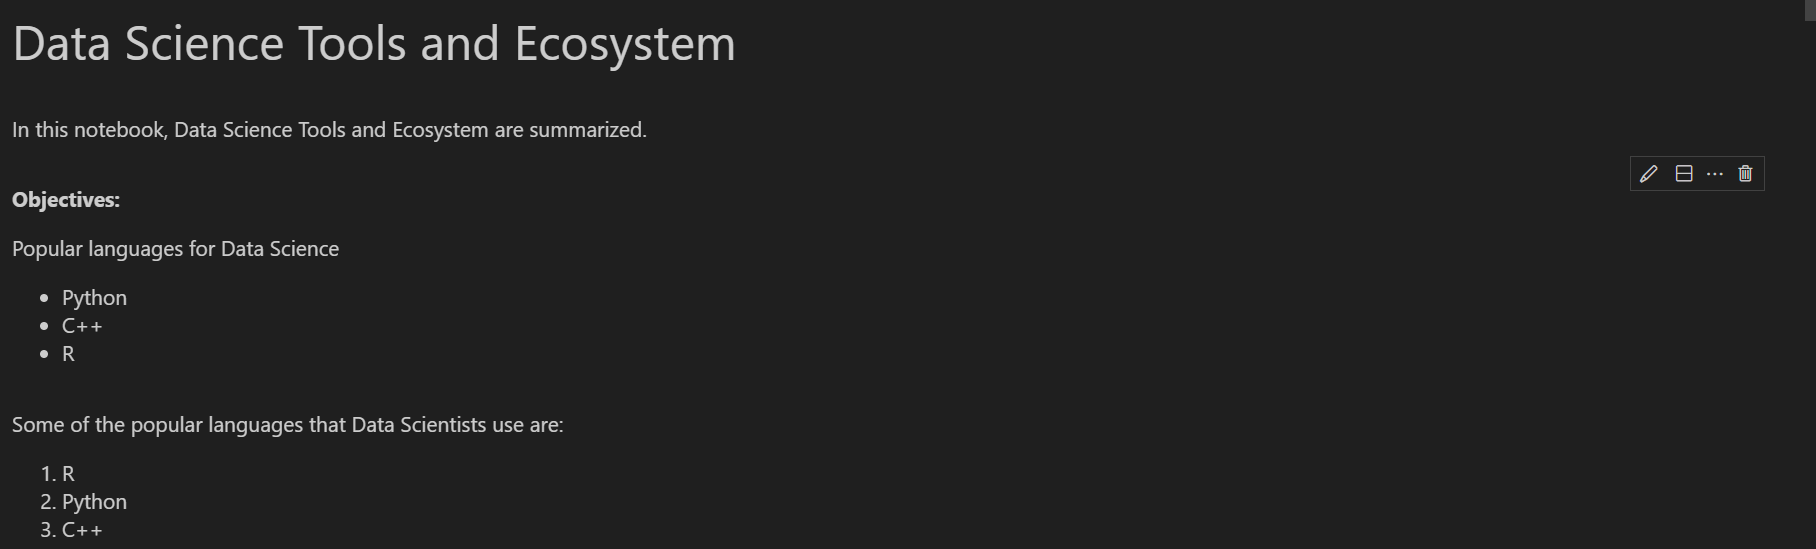 Data Science Tools and Ecosystem
In this notebook, Data Science Tools and Ecosystem are summarized.
Objectives:
Popular languages for Data Science
• Python
• C++
• R
Some of the popular languages that Data Scientists use are:
1. R
2. Python
3. C++